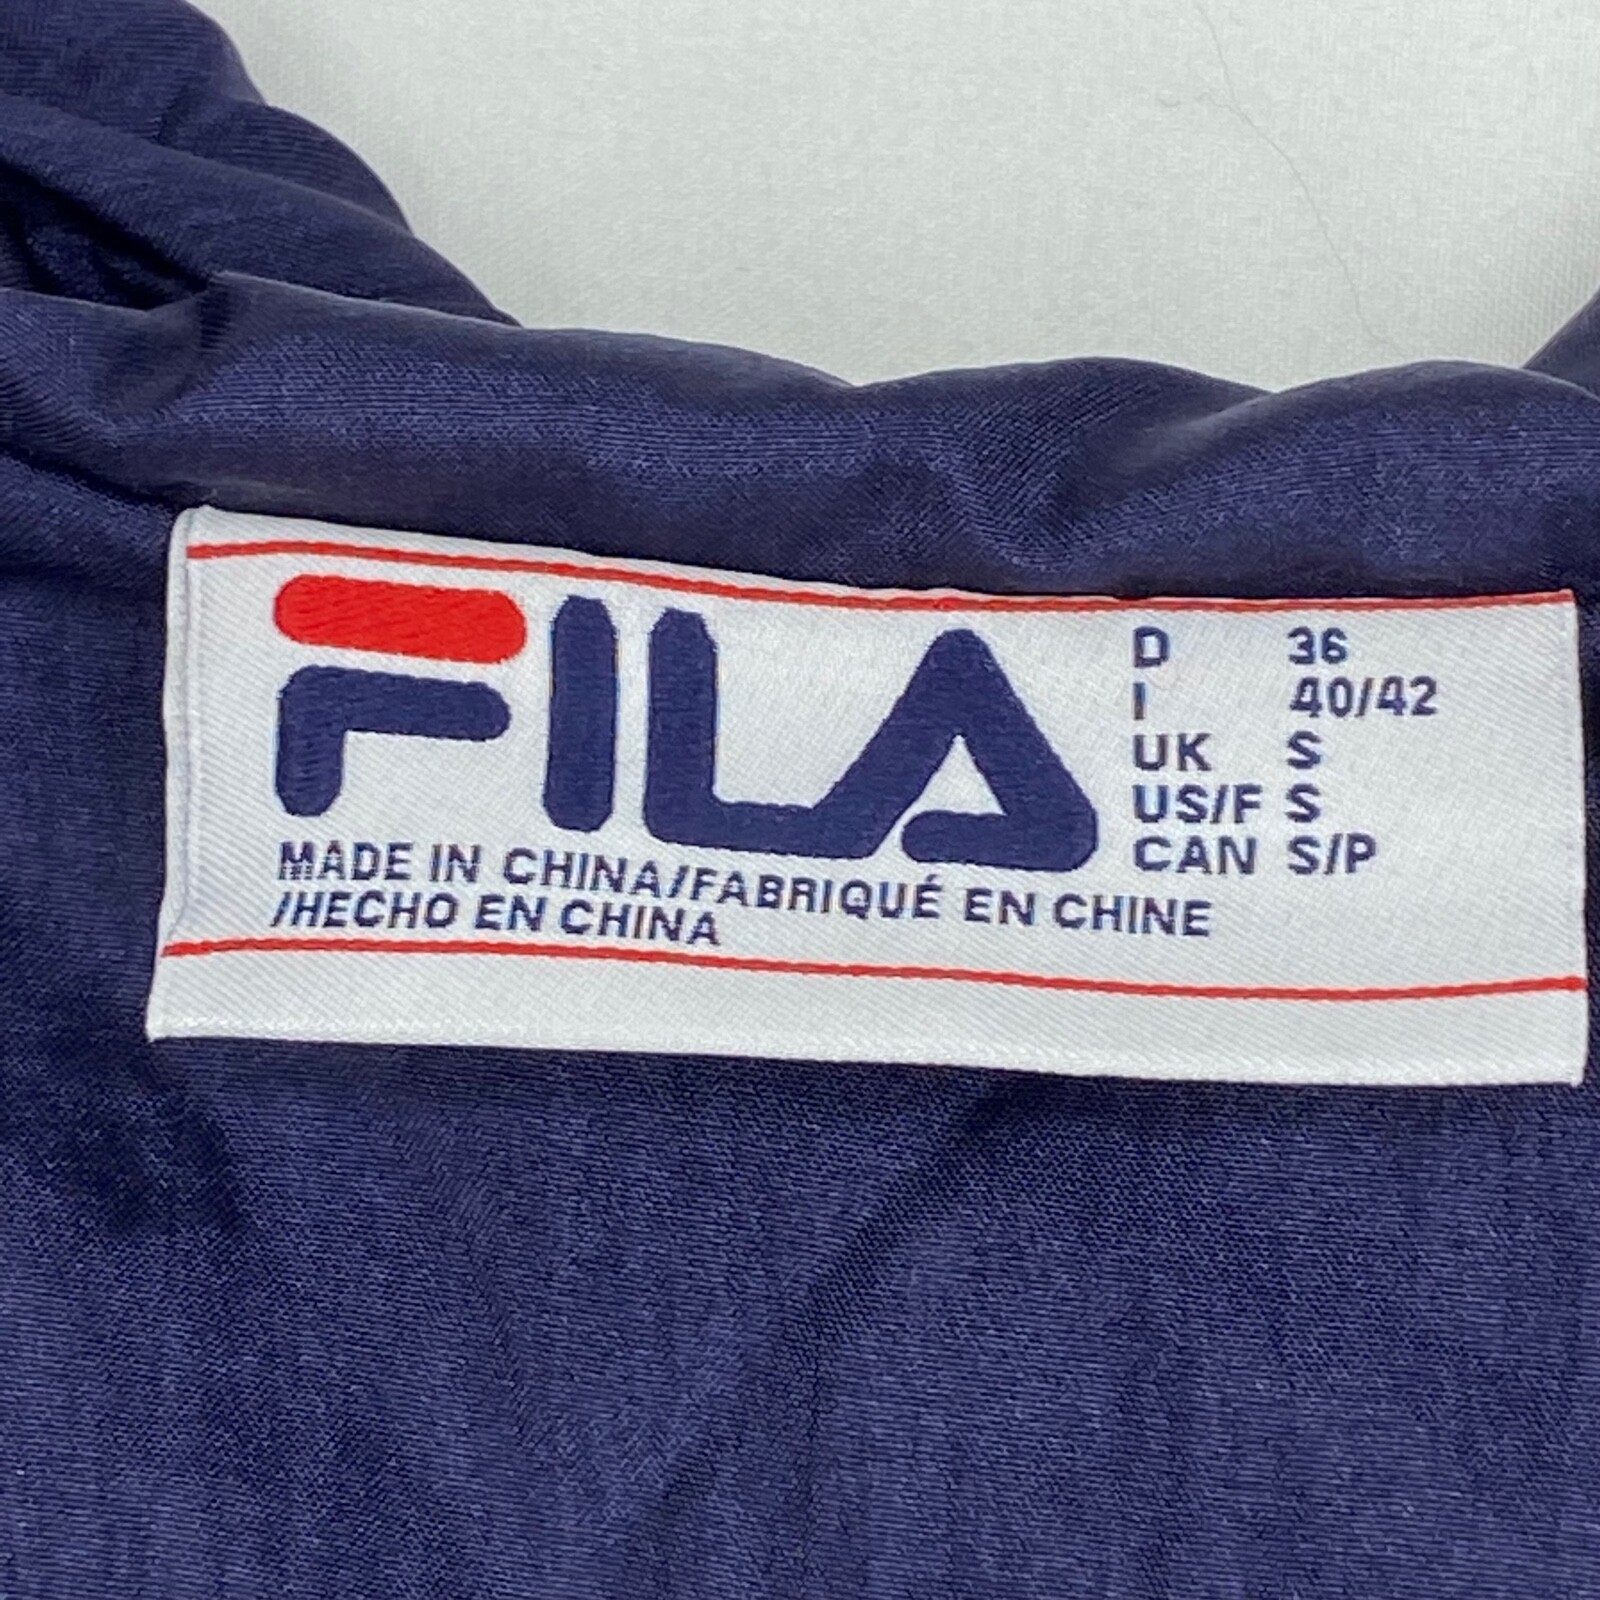 FILA
D 36
I 40/42
UK S
US/F S
CAN S/P
MADE IN CHINA/FABRIQUÉ EN CHINE
/HECHO EN CHINA